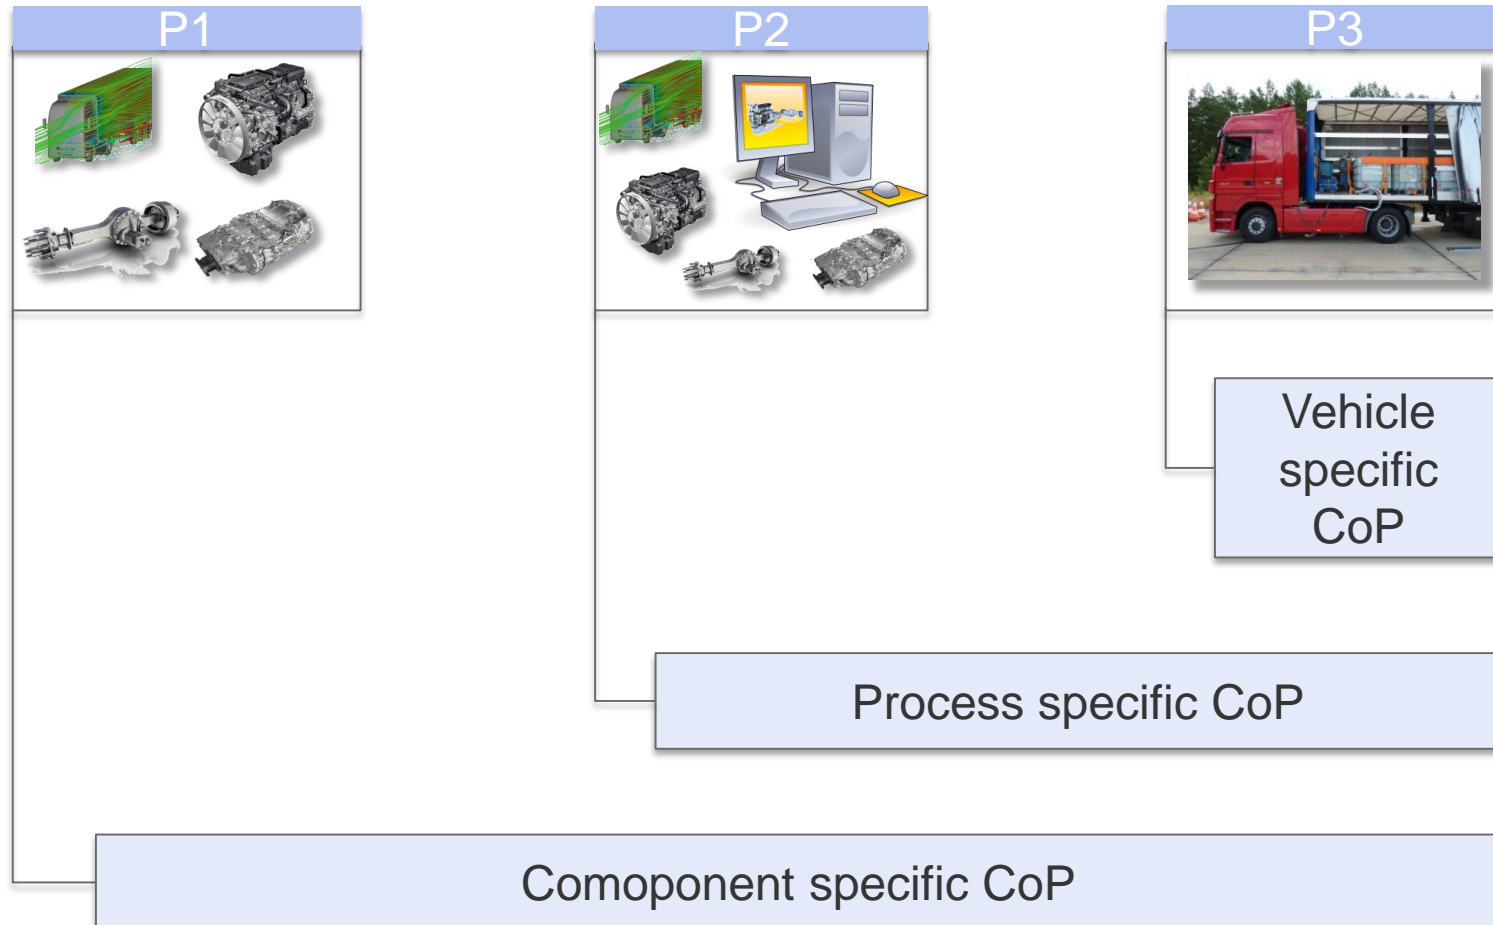 P1
P2
P3
Vehicle
specific
CoP
Process specific CoP
Comoponent specific CoP